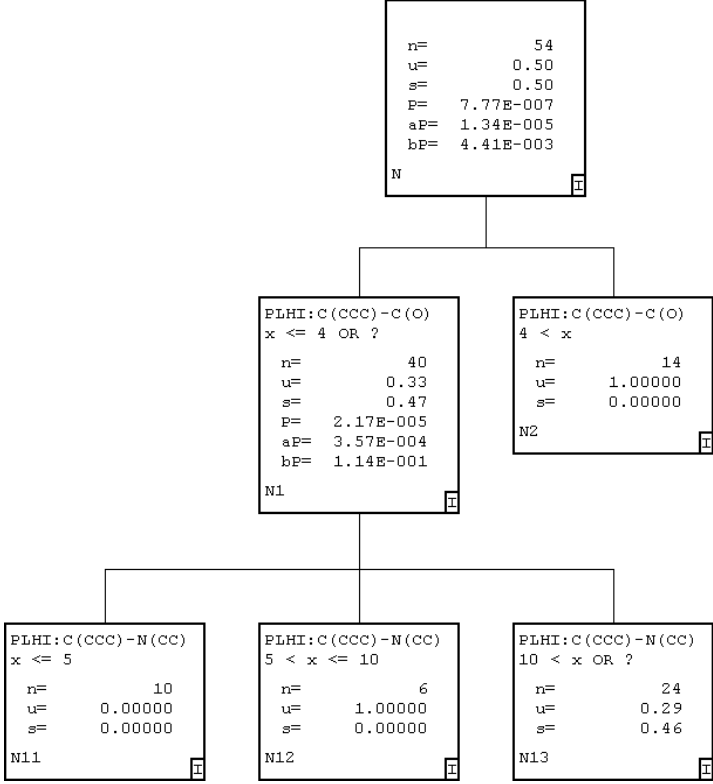 n= 54
u= 0.50
s= 0.50
P= 7.77E-007
aP= 1.34E-005
bP= 4.41E-003
N
I
PLHI:C(CCC)-C(O)
x <= 4 OR ?
n= 40
u= 0.33
s= 0.47
P= 2.17E-005
aP= 3.57E-004
bP= 1.14E-001
N1
I
PLHI:C(CCC)-C(O)
4 < x
n= 14
u= 1.00000
s= 0.00000
N2
I
PLHI:C(CCC)-N(CC)
x <= 5
n= 10
u= 0.00000
s= 0.00000
N11
I
PLHI:C(CCC)-N(CC)
5 < x <= 10
n= 6
u= 1.00000
s= 0.00000
N12
I
PLHI:C(CCC)-N(CC)
10 < x OR ?
n= 24
u= 0.29
s= 0.46
N13
I